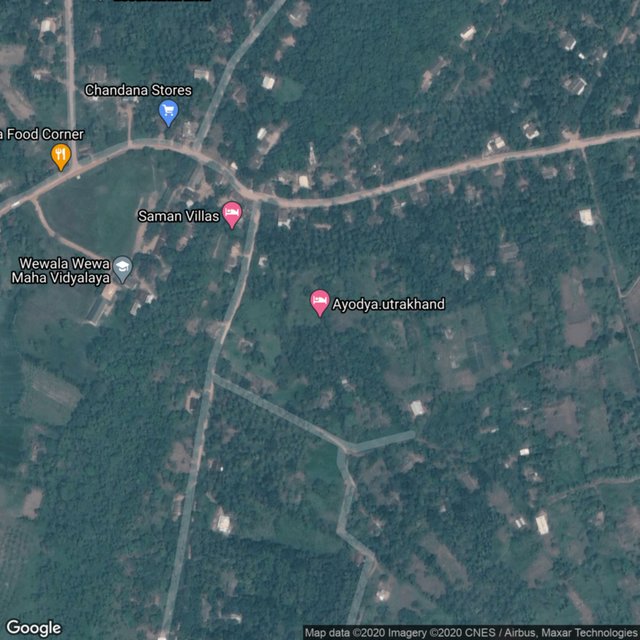 Chandana Stores
a Food Corner
Saman Villas
Wewala Wewa
Maha Vidyalaya
Ayodya.utrakhand
Google
Map data ©2020 Imagery ©2020 CNES / Airbus, Maxar Technologies